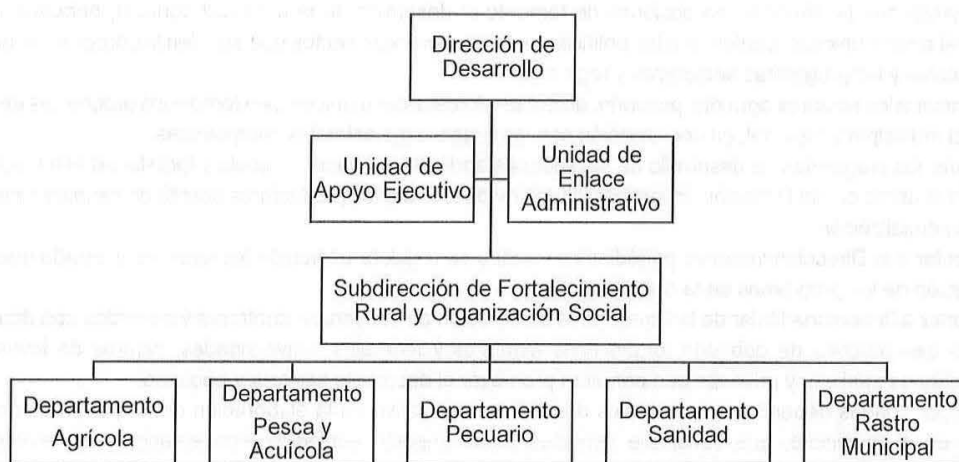 Dirección de
Desarrollo
Unidad de
Apoyo Ejecutivo
Unidad de
Enlace
Administrativo
Subdirección de Fortalecimiento
Rural y Organización Social
Departamento
Agrícola
Departamento
Pesca y
Acuícola
Departamento
Pecuario
Departamento
Sanidad
Departamento
Rastro
Municipal